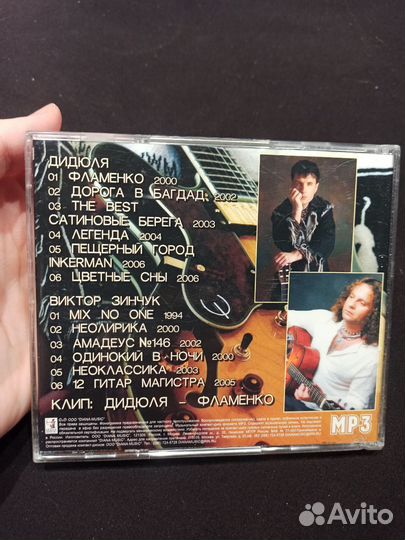 ДИДЮЛЯ
01 ФЛАМЕНКО 2000
02 ДОРОГА В БАГДАД 2002
03 THE BEST
САТИНОВЫЕ БЕРЕГА 2003
04 ЛЕГЕНДА 2004
05 ПЕЩЕРНЫЙ ГОРОД
INKERMAN 2006
06 ЦВЕТНЫЕ СНЫ 2006
ВИКТОР ЗИНЧУК
01 MIX NO ONE 1994
02 НЕОЛИРИКА 2000
03 АМАДЕУС №146 2002
04 ОДИНОКИЙ В НОЧИ 2000
05 НЕОКЛАССИКА 2003
06 12 ГИТАР МАГИСТРА 2005
КЛИП: ДИДЮЛЯ ФЛАМЕНКО
MP3
Avito